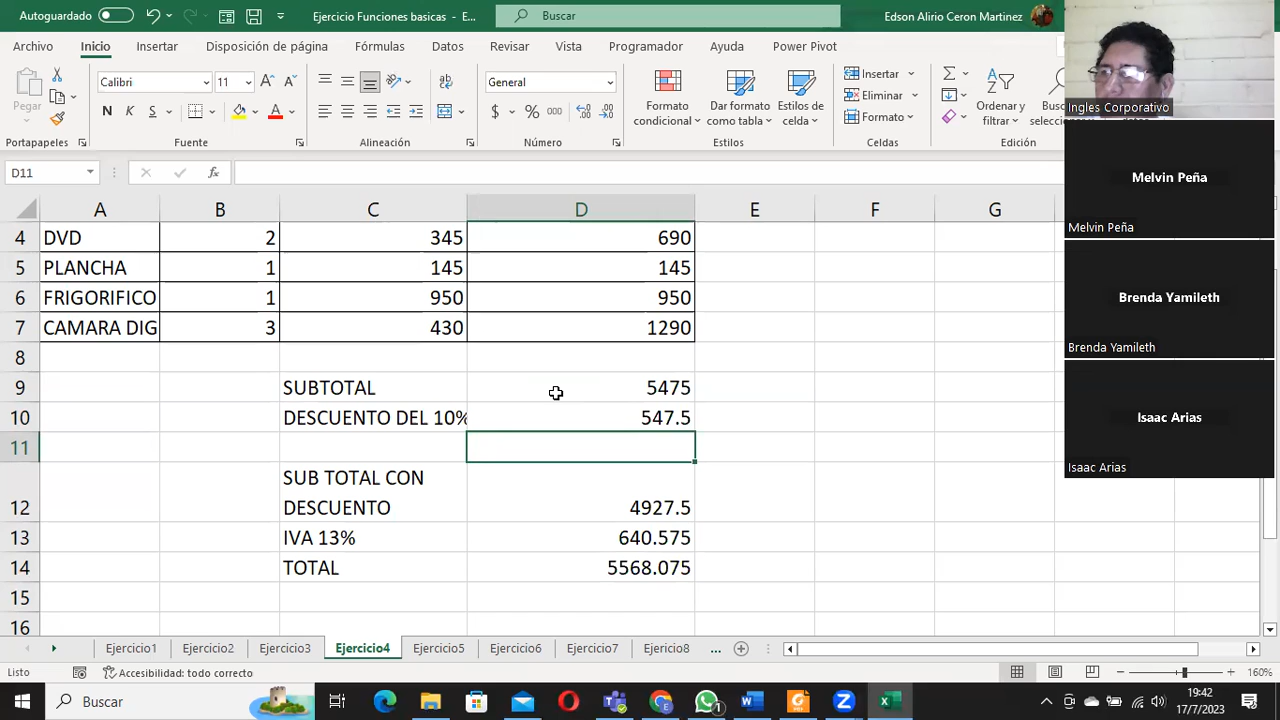 Autoguardado
Ejercicio Funciones basicas - E...
Buscar
Edson Alirio Ceron Martinez
Archivo Inicio Insertar Disposición de página Fórmulas Datos Revisar Vista Programador Ayuda Power Pivot
Pegar
Calibri 11
N K S
General
$ % 000
Formato condicional
Dar formato como tabla
Estilos de celda
Insertar
Eliminar
Formato
Ordenar y filtrar
Portapapeles Fuente Alineación Número Estilos Celdas Edición
D11
A B C D E F G
4 DVD 2 345 690
5 PLANCHA 1 145 145
6 FRIGORIFICO 1 950 950
7 CAMARA DIG 3 430 1290
8
9 SUBTOTAL 5475
10 DESCUENTO DEL 10% 547.5
11
SUB TOTAL CON
12 DESCUENTO 4927.5
13 IVA 13% 640.575
14 TOTAL 5568.075
15
16
Ejercicio1 Ejercicio2 Ejercicio3 Ejercicio4 Ejercicio5 Ejercicio6 Ejercicio7 Ejercicio8 ...
Listo Accesibilidad: todo correcto 160%
Buscar
19:42
17/7/2023
Ingles Corporativo
Melvin Peña
Melvin Peña
Brenda Yamileth
Brenda Yamileth
Isaac Arias
Isaac Arias